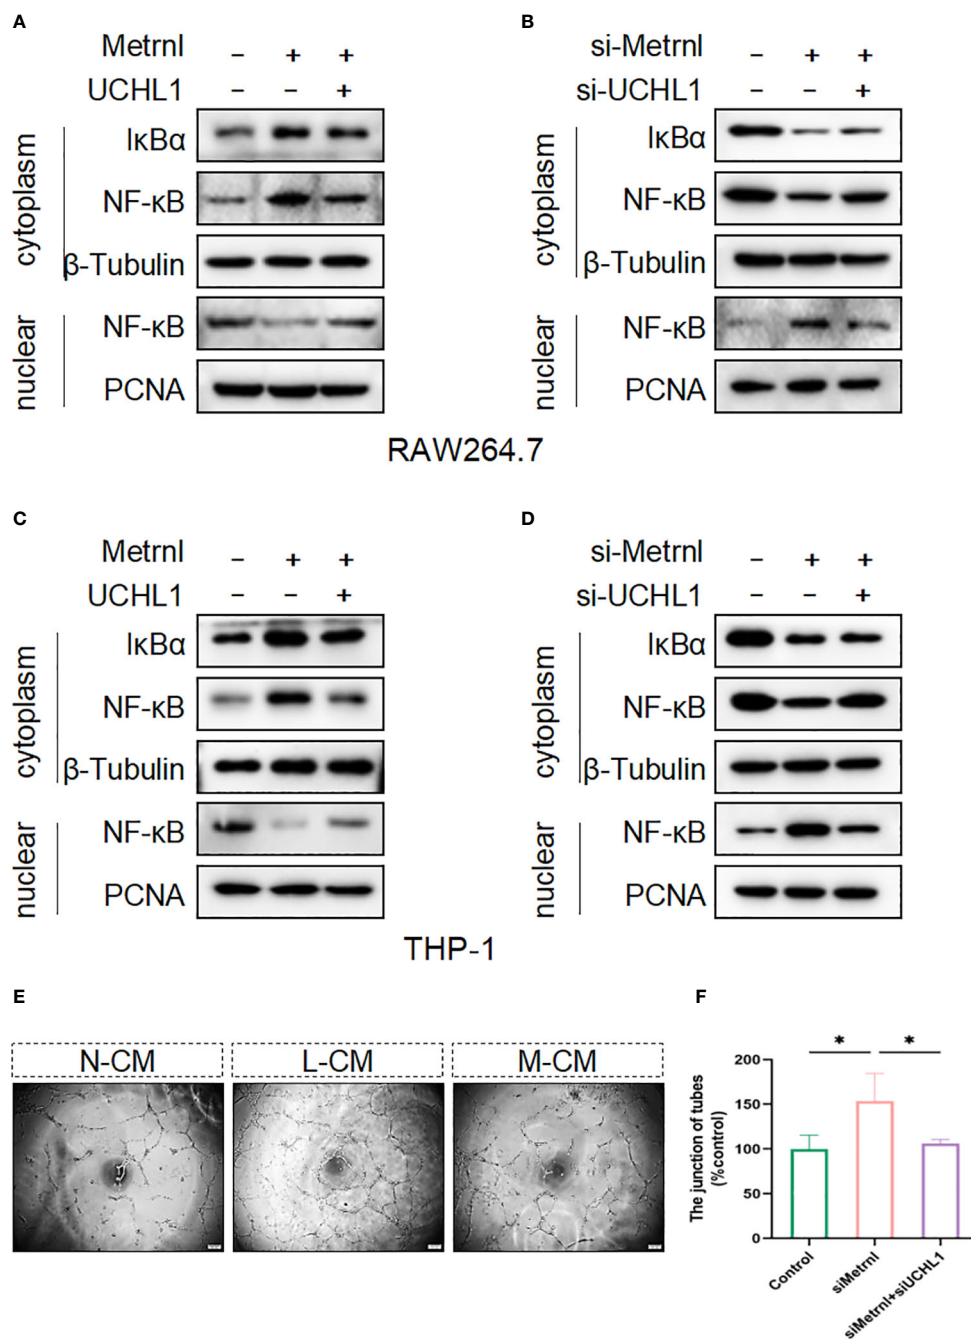 A
Metrnl - + +
UCHL1 - - +
cytoplasm
IκBα
NF-κB
β-Tubulin
nuclear
NF-κB
PCNA
B
si-Metrnl - + +
si-UCHL1 - - +
cytoplasm
IκBα
NF-κB
β-Tubulin
nuclear
NF-κB
PCNA
RAW264.7
C
Metrnl - + +
UCHL1 - - +
cytoplasm
IκBα
NF-κB
β-Tubulin
nuclear
NF-κB
PCNA
D
si-Metrnl - + +
si-UCHL1 - - +
cytoplasm
IκBα
NF-κB
β-Tubulin
nuclear
NF-κB
PCNA
THP-1
E
N-CM L-CM M-CM
F
* *
The junction of tubes
(%control)
200
150
100
50
0
Control siMetrnl siMetrnl+siUCHL1